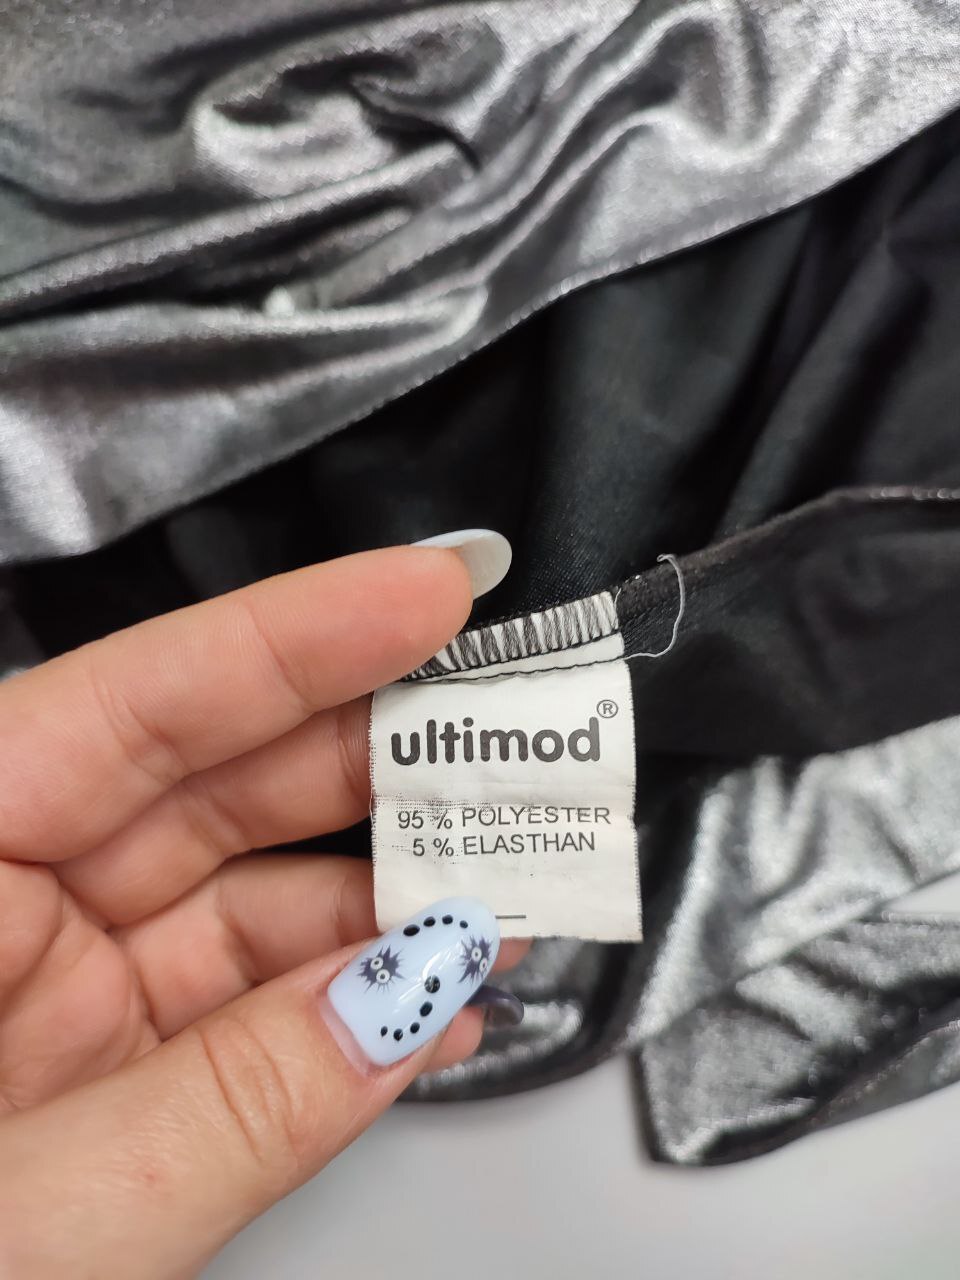 ultimod®
95 % POLYESTER
5 % ELASTHAN